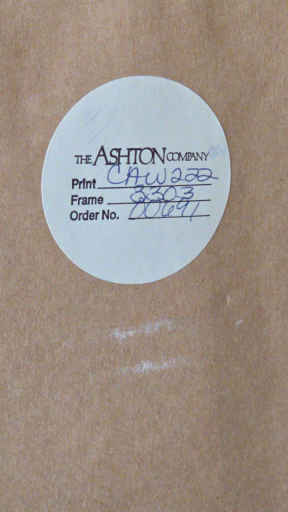 THE ASHTON COMPANY
Print CAW222
Frame 3303
Order No. 00691